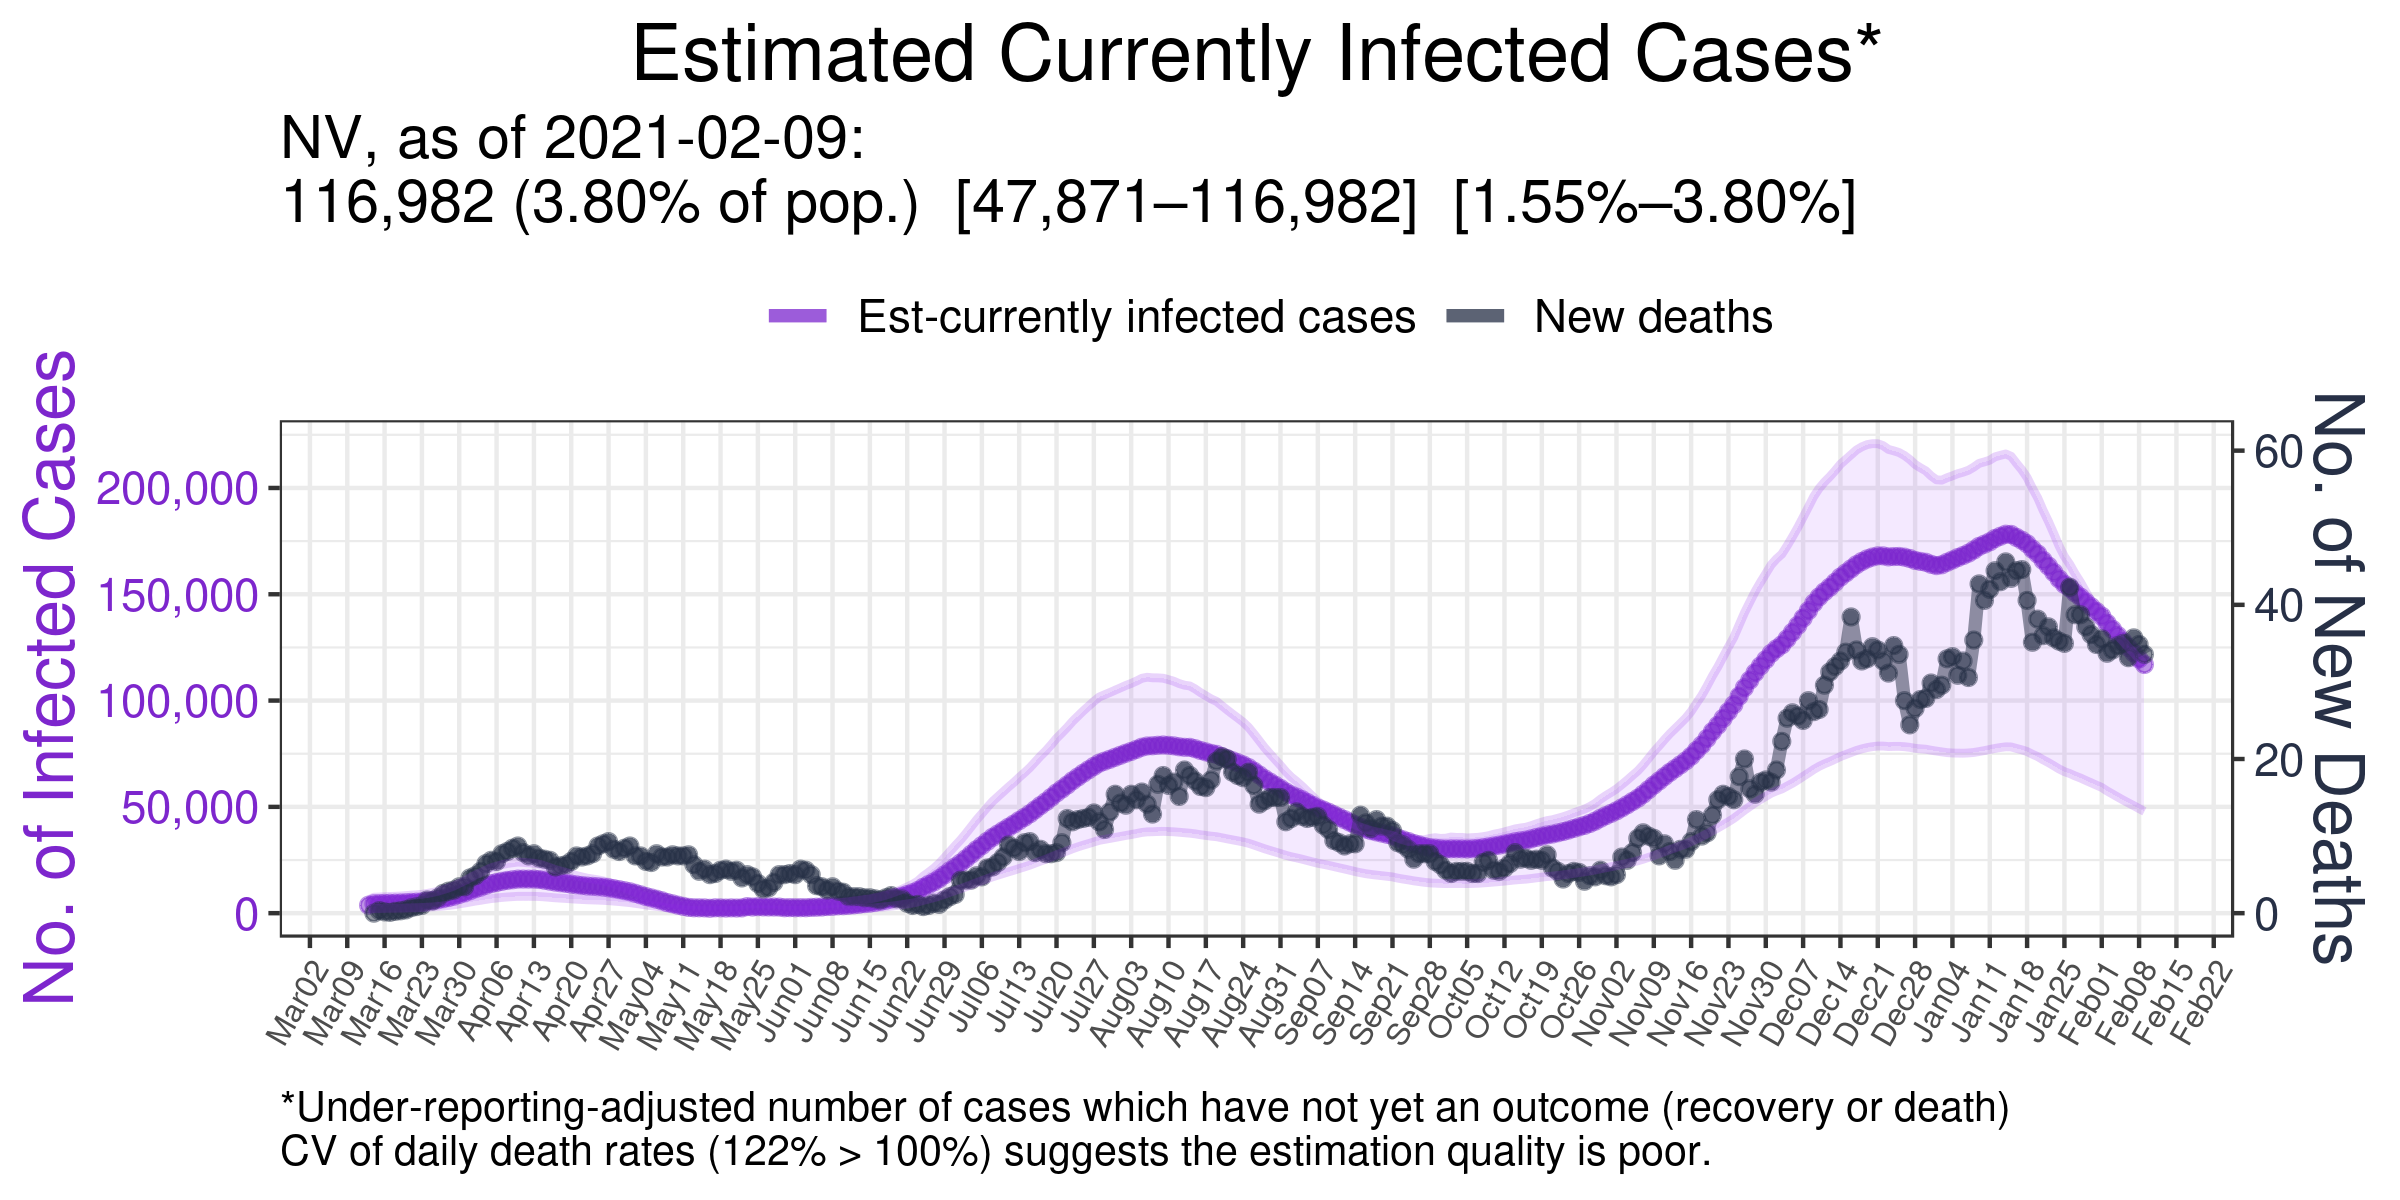 Estimated Currently Infected Cases*
NV, as of 2021-02-09:
116,982 (3.80% of pop.)  [47,871–116,982]  [1.55%–3.80%]
Est-currently infected cases
New deaths
No. of Infected Cases
200,000
150,000
100,000
50,000
0
60
40
20
0
No. of New Deaths
Mar02
Mar09
Mar16
Mar23
Mar30
Apr06
Apr13
Apr20
Apr27
May04
May11
May18
May25
Jun01
Jun08
Jun15
Jun22
Jun29
Jul06
Jul13
Jul20
Jul27
Aug03
Aug10
Aug17
Aug24
Aug31
Sep07
Sep14
Sep21
Sep28
Oct05
Oct12
Oct19
Oct26
Nov02
Nov09
Nov16
Nov23
Nov30
Dec07
Dec14
Dec21
Dec28
Jan04
Jan11
Jan18
Jan25
Feb01
Feb08
Feb15
Feb22
*Under-reporting-adjusted number of cases which have not yet an outcome (recovery or death)
CV of daily death rates (122% > 100%) suggests the estimation quality is poor.